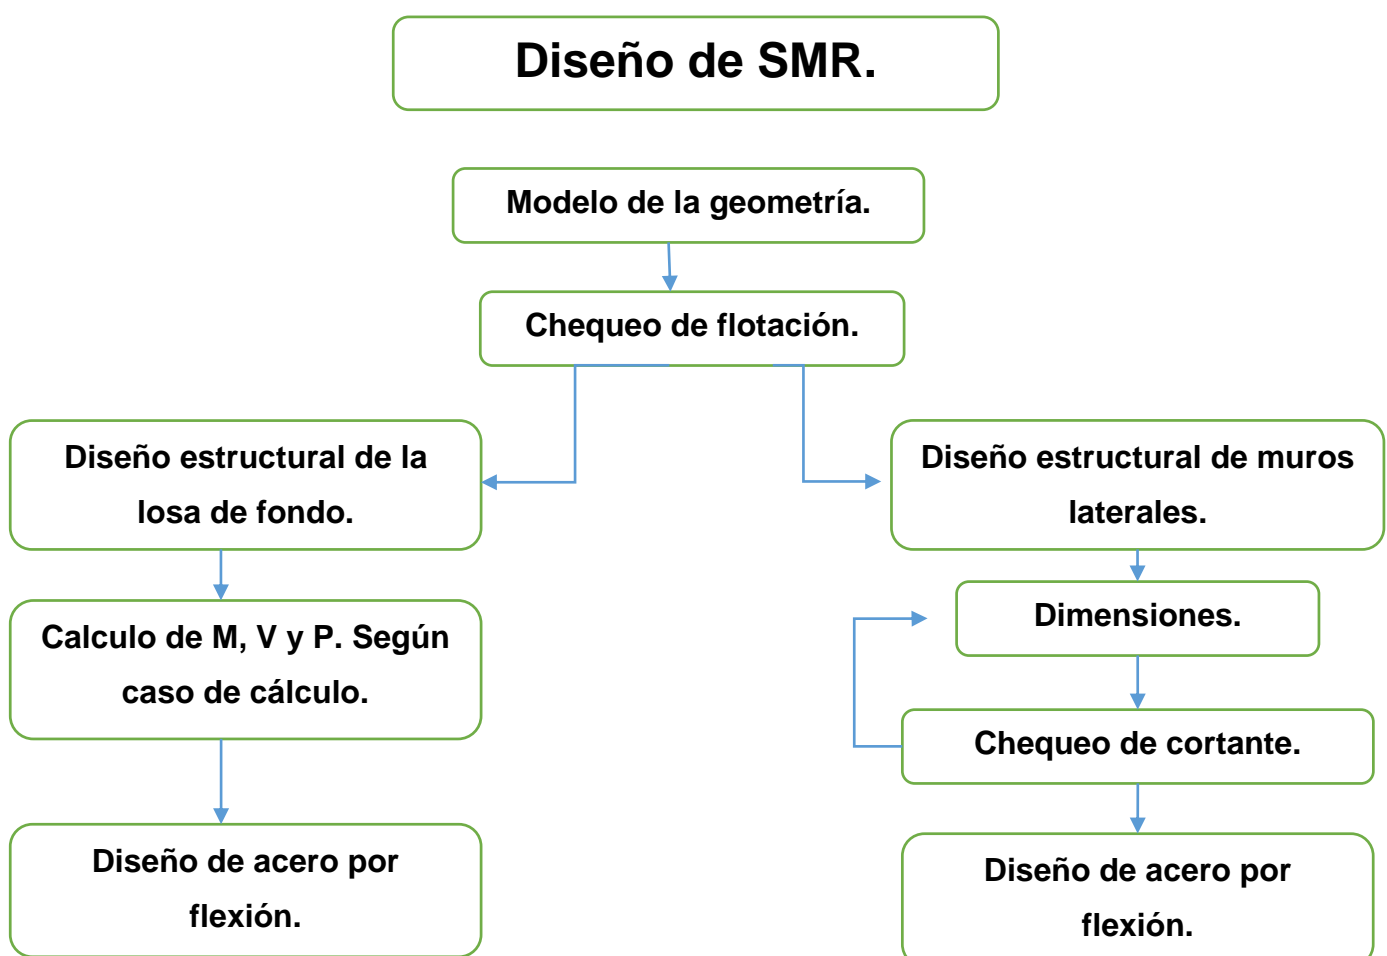 Diseño de SMR.
Modelo de la geometría.
Chequeo de flotación.
Diseño estructural de la
losa de fondo.
Calculo de M, V y P. Según
caso de cálculo.
Diseño de acero por
flexión.
Diseño estructural de muros
laterales.
Dimensiones.
Chequeo de cortante.
Diseño de acero por
flexión.